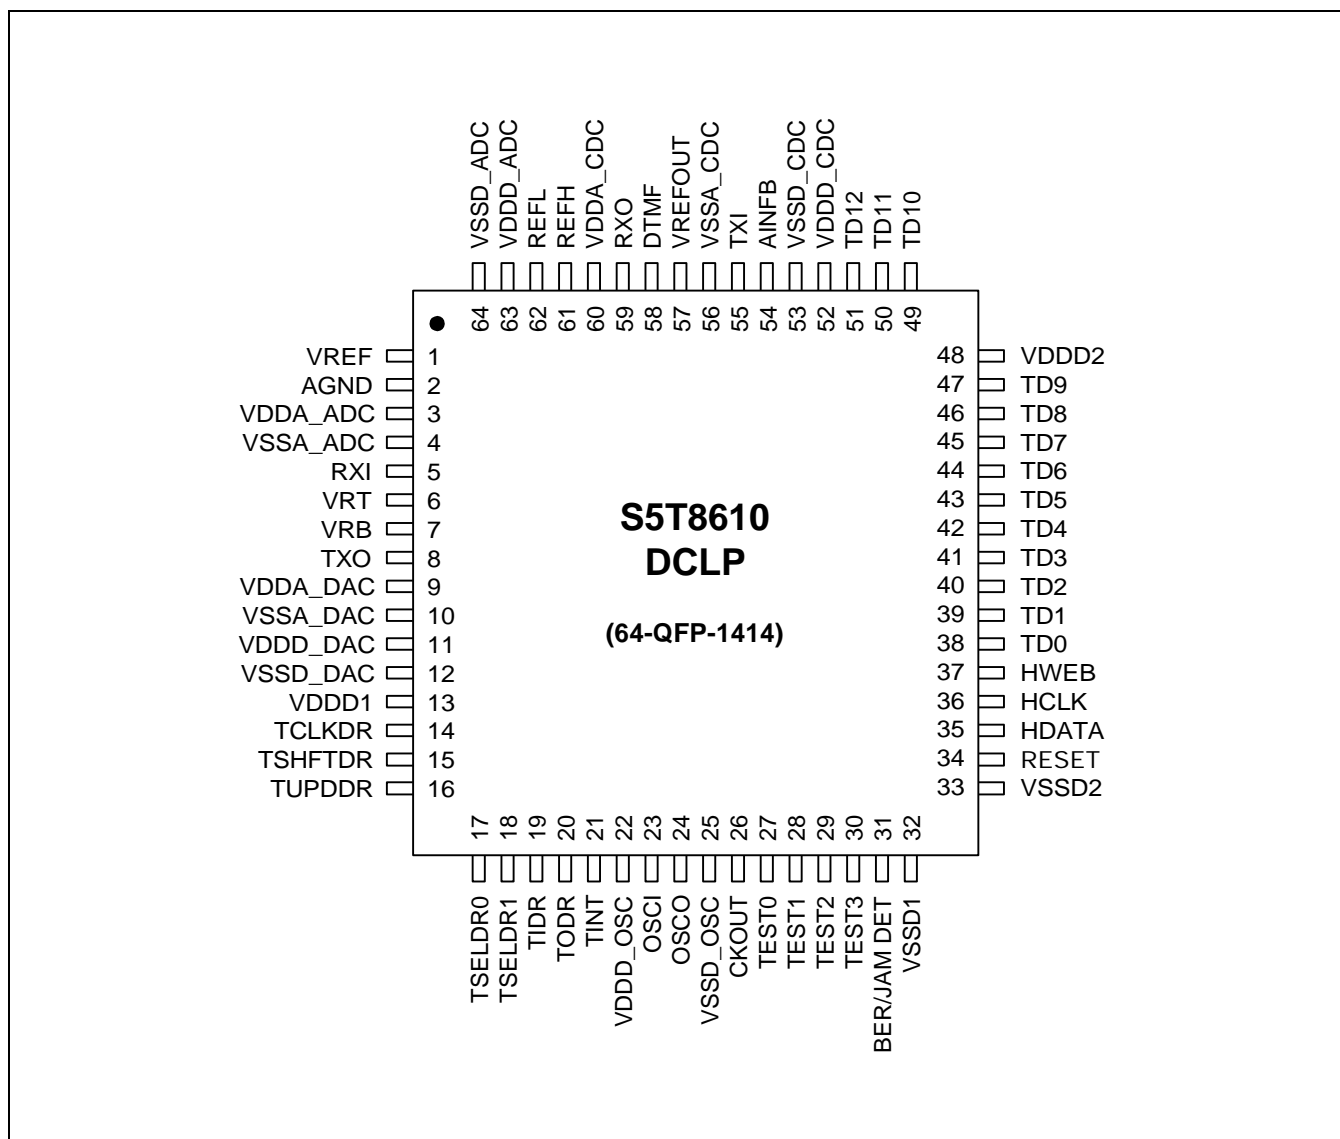 VSSD_ADC
VDDD_ADC
REFL
REFH
VDDA_CDC
RXO
DTMF
VREFOUT
VSSA_CDC
TXI
AINFB
VSSD_CDC
VDDD_CDC
TD12
TD11
TD10
64
63
62
61
60
59
58
57
56
55
54
53
52
51
50
49
VREF 1
AGND 2
VDDA_ADC 3
VSSA_ADC 4
RXI 5
VRT 6
VRB 7
TXO 8
VDDA_DAC 9
VSSA_DAC 10
VDDD_DAC 11
VSSD_DAC 12
VDDD1 13
TCLKDR 14
TSHFTDR 15
TUPDDR 16
S5T8610
DCLP
(64-QFP-1414)
48 VDDD2
47 TD9
46 TD8
45 TD7
44 TD6
43 TD5
42 TD4
41 TD3
40 TD2
39 TD1
38 TD0
37 HWEB
36 HCLK
35 HDATA
34 RESET
33 VSSD2
17
18
19
20
21
22
23
24
25
26
27
28
29
30
31
32
TSELDR0
TSELDR1
TIDR
TODR
TINT
VDDD_OSC
OSCI
OSCO
VSSD_OSC
CKOUT
TEST0
TEST1
TEST2
TEST3
BER/JAM DET
VSSD1